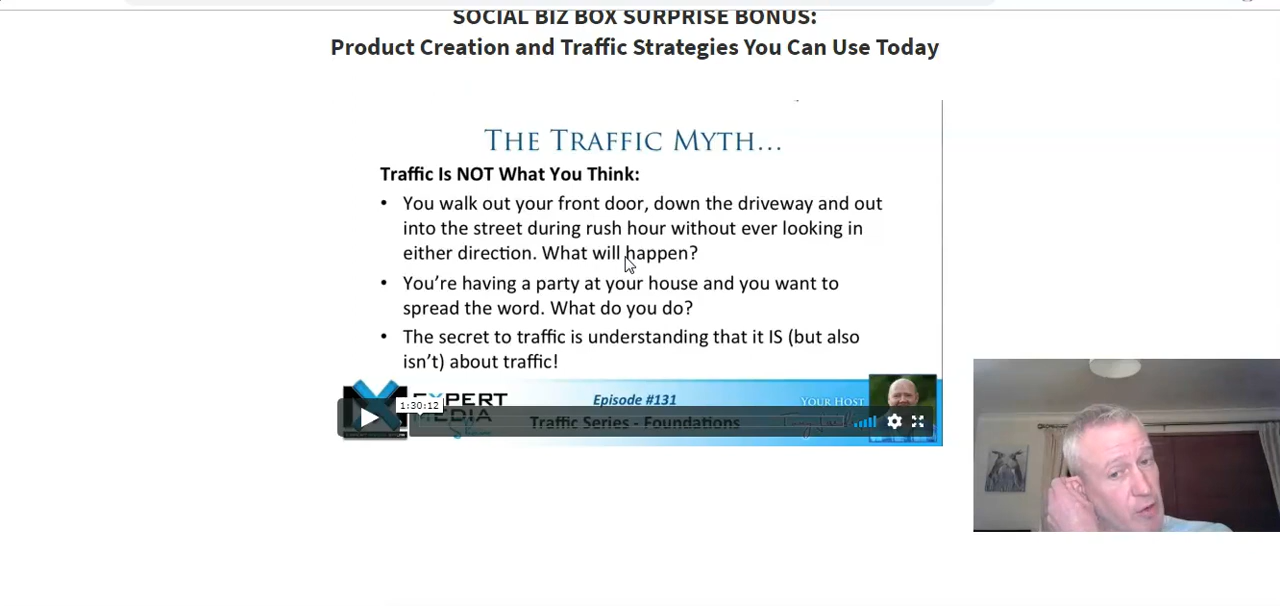 SOCIAL BIZ BOX SURPRISE BONUS:
Product Creation and Traffic Strategies You Can Use Today
THE TRAFFIC MYTH...
Traffic Is NOT What You Think:
• You walk out your front door, down the driveway and out
into the street during rush hour without ever looking in
either direction. What will happen?
• You're having a party at your house and you want to
spread the word. What do you do?
• The secret to traffic is understanding that it IS (but also
isn't) about traffic!
EXPERT
MEDIA
1:30:12
Episode #131
Traffic Series - Foundations
YOUR HOST